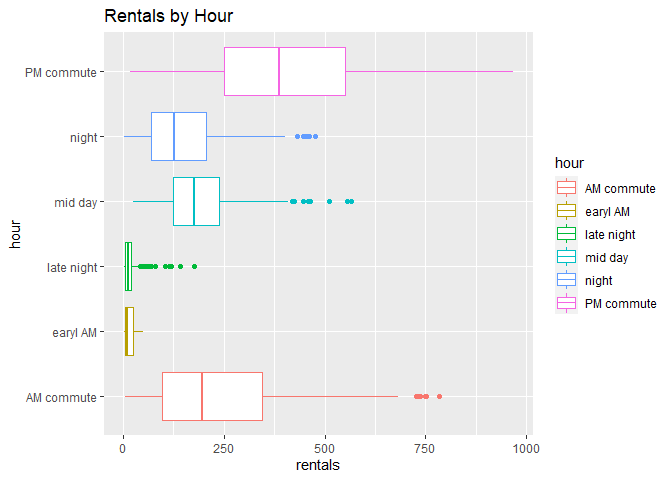 Rentals by Hour
PM commute
night
mid day
late night
earyl AM
AM commute
hour
0
250
500
750
1000
rentals
hour
AM commute
earyl AM
late night
mid day
night
PM commute